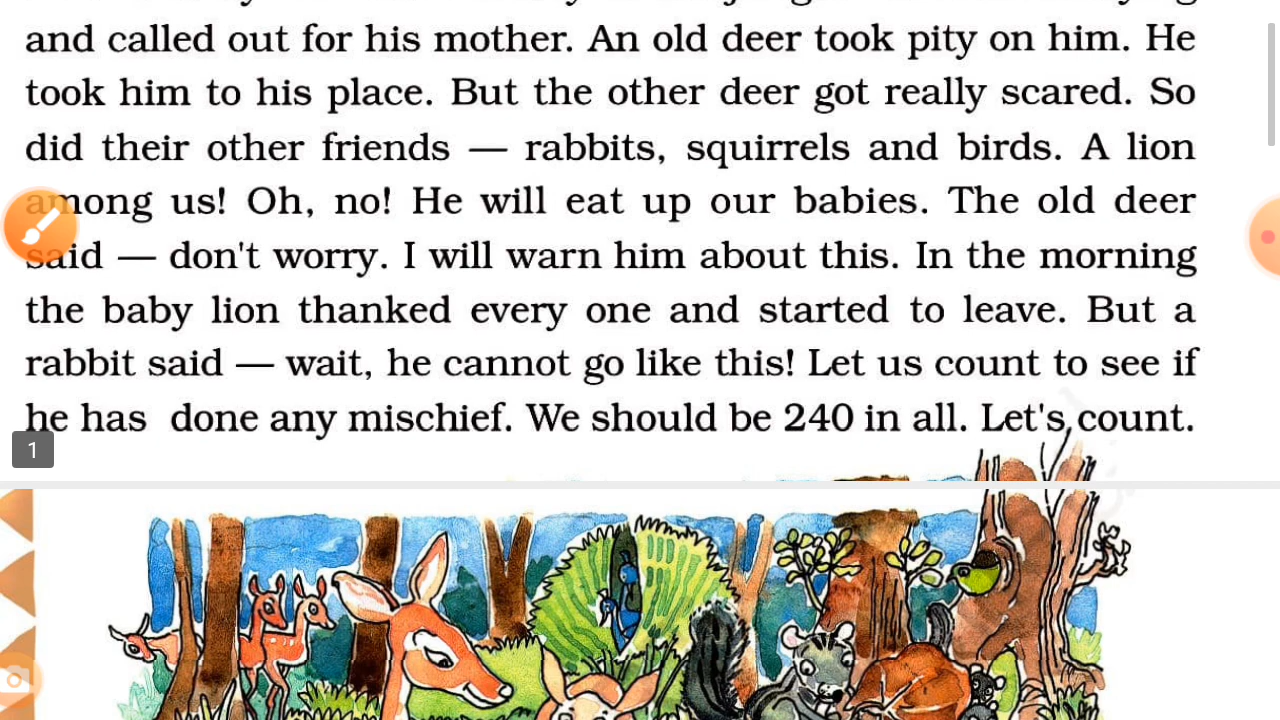 and called out for his mother. An old deer took pity on him. He
took him to his place. But the other deer got really scared. So
did their other friends — rabbits, squirrels and birds. A lion
among us! Oh, no! He will eat up our babies. The old deer
said — don't worry. I will warn him about this. In the morning
the baby lion thanked every one and started to leave. But a
rabbit said — wait, he cannot go like this! Let us count to see if
he has done any mischief. We should be 240 in all. Let's count.
1